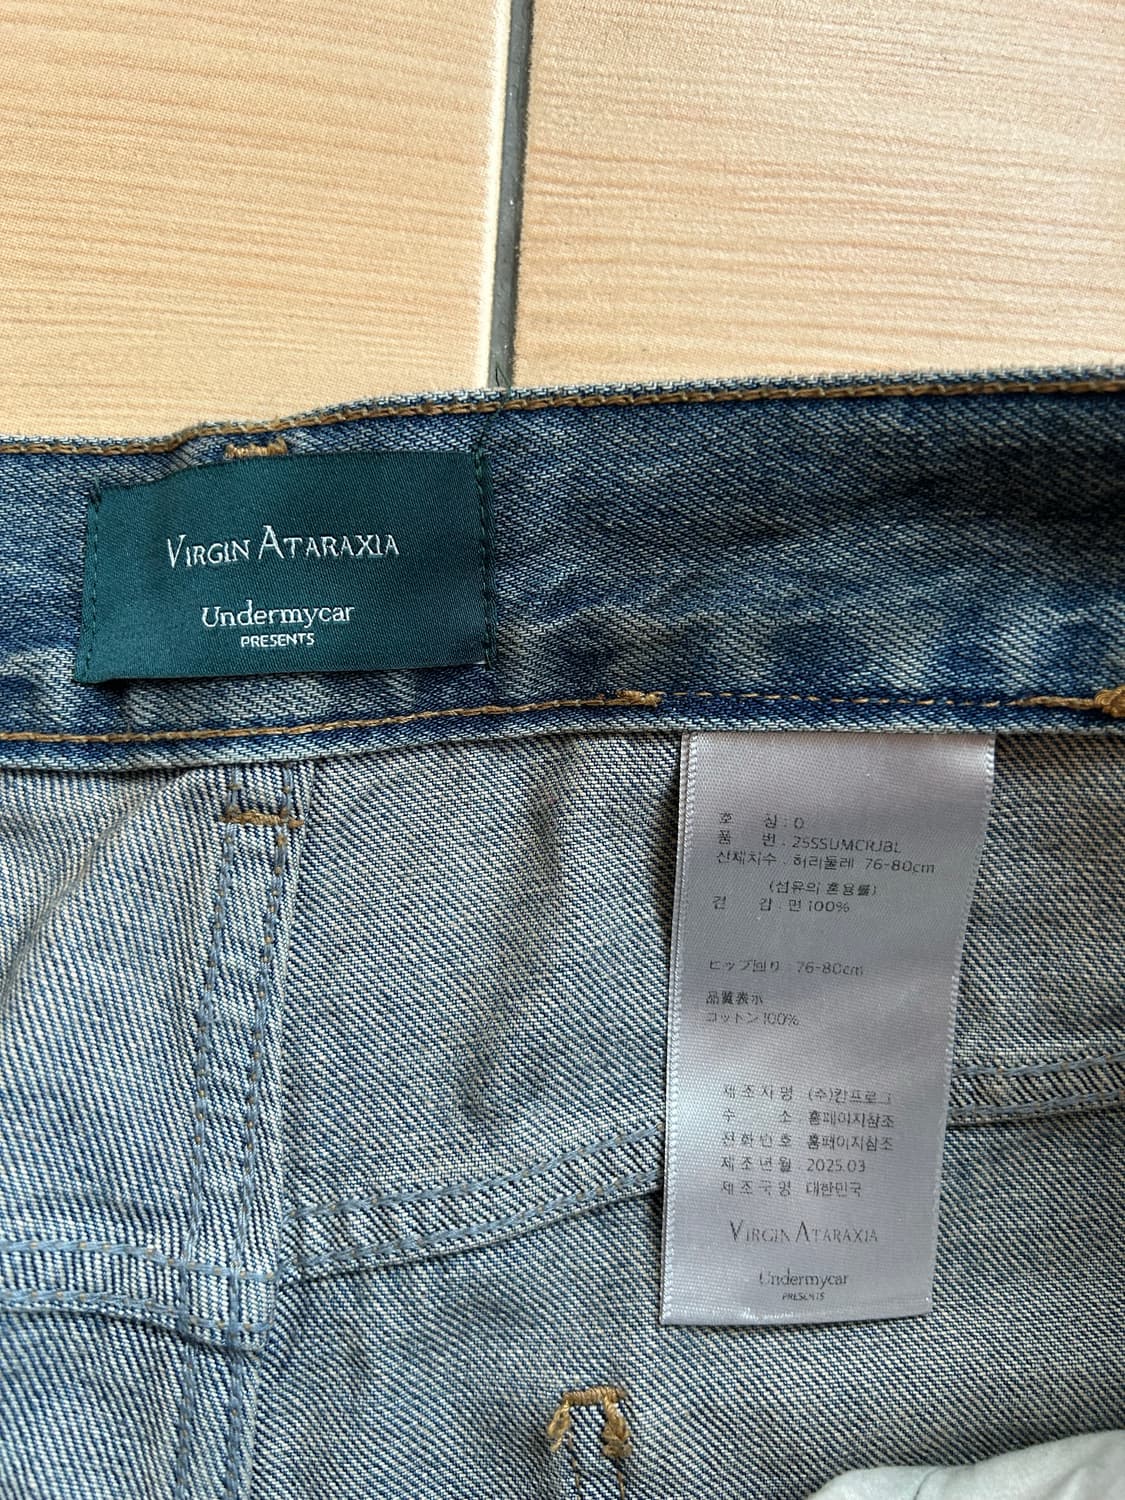 VIRGIN ATARAXIA
Undermycar
PRESENTS
호 칭 : 0
품 번 : 25SSUMCRJBL
신체치수 : 허리둘레 76-80cm
(섬유의 혼용률)
겉 감 : 면 100%
ヒップ回り : 76-80cm
品質表示
コットン 100%
제조자명 : (주)칸프로그
주 소 : 홈페이지참조
전화번호 : 홈페이지참조
제조년월 : 2025.03
제조국명 : 대한민국
VIRGIN ATARAXIA
Undermycar
PRESENTS